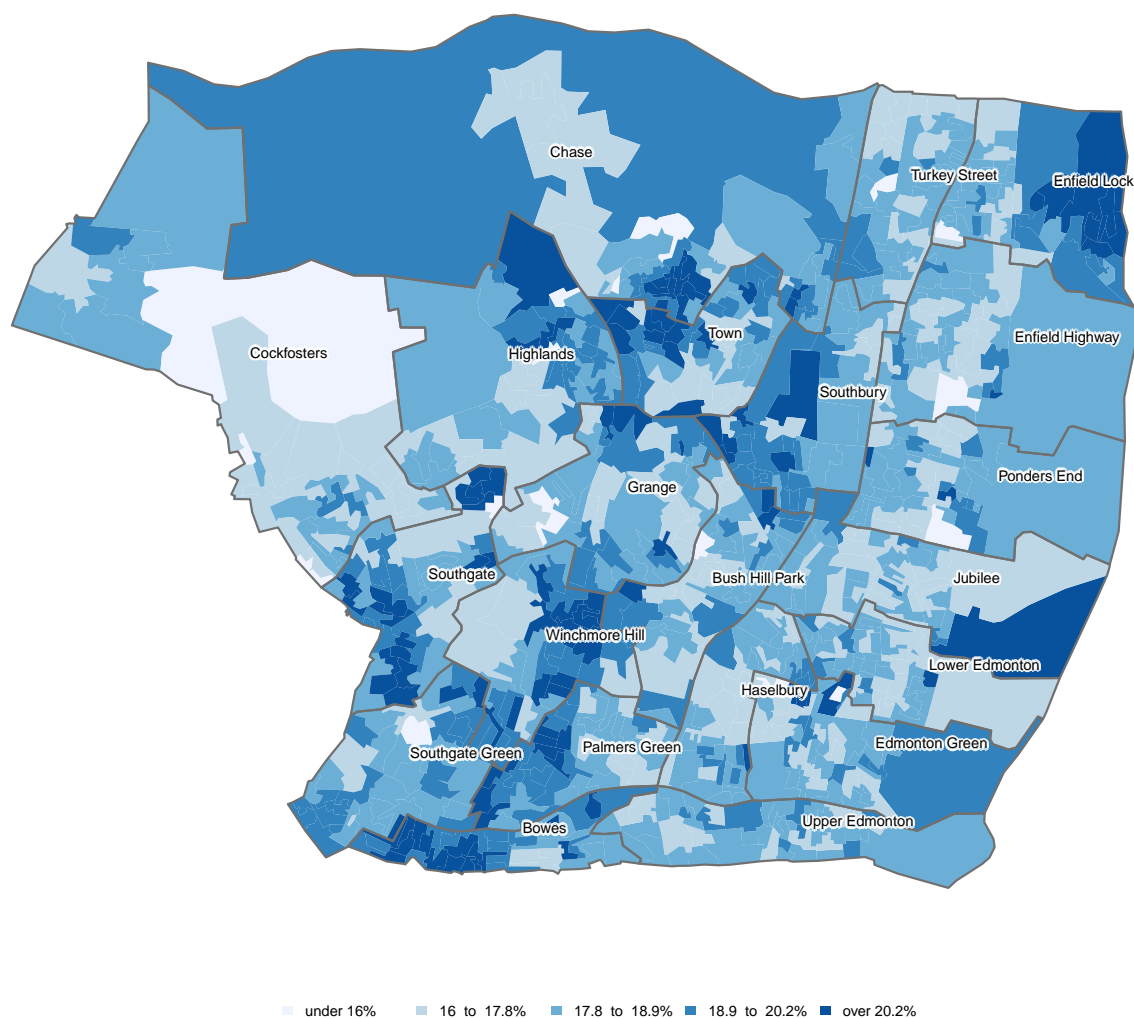 Chase
Turkey Street
Enfield Lock
Town
Enfield Highway
Cockfosters
Highlands
Southbury
Ponders End
Grange
Southgate
Bush Hill Park
Jubilee
Winchmore Hill
Lower Edmonton
Haselbury
Edmonton Green
Southgate Green
Palmers Green
Upper Edmonton
Bowes
under 16% 16 to 17.8% 17.8 to 18.9% 18.9 to 20.2% over 20.2%